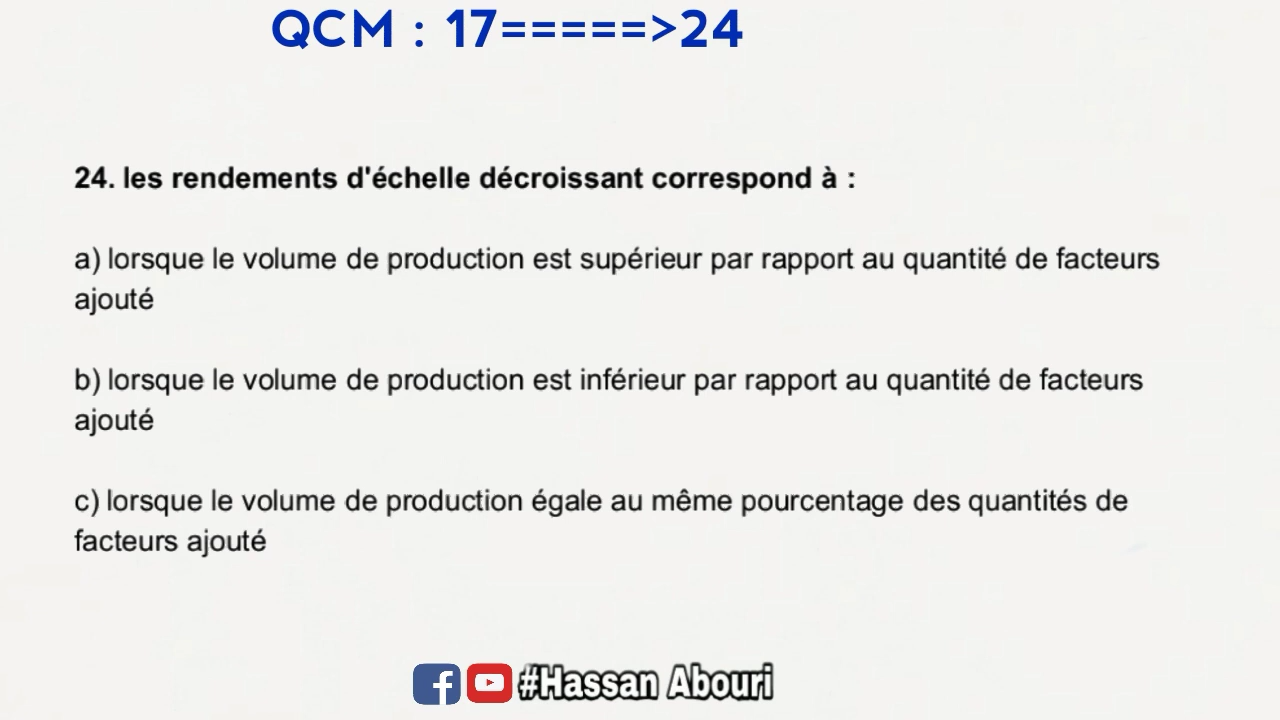 QCM : 17=====>24
24. les rendements d'échelle décroissant correspond à :
a) lorsque le volume de production est supérieur par rapport au quantité de facteurs
ajouté
b) lorsque le volume de production est inférieur par rapport au quantité de facteurs
ajouté
c) lorsque le volume de production égale au même pourcentage des quantités de
facteurs ajouté
#Hassan Abouri